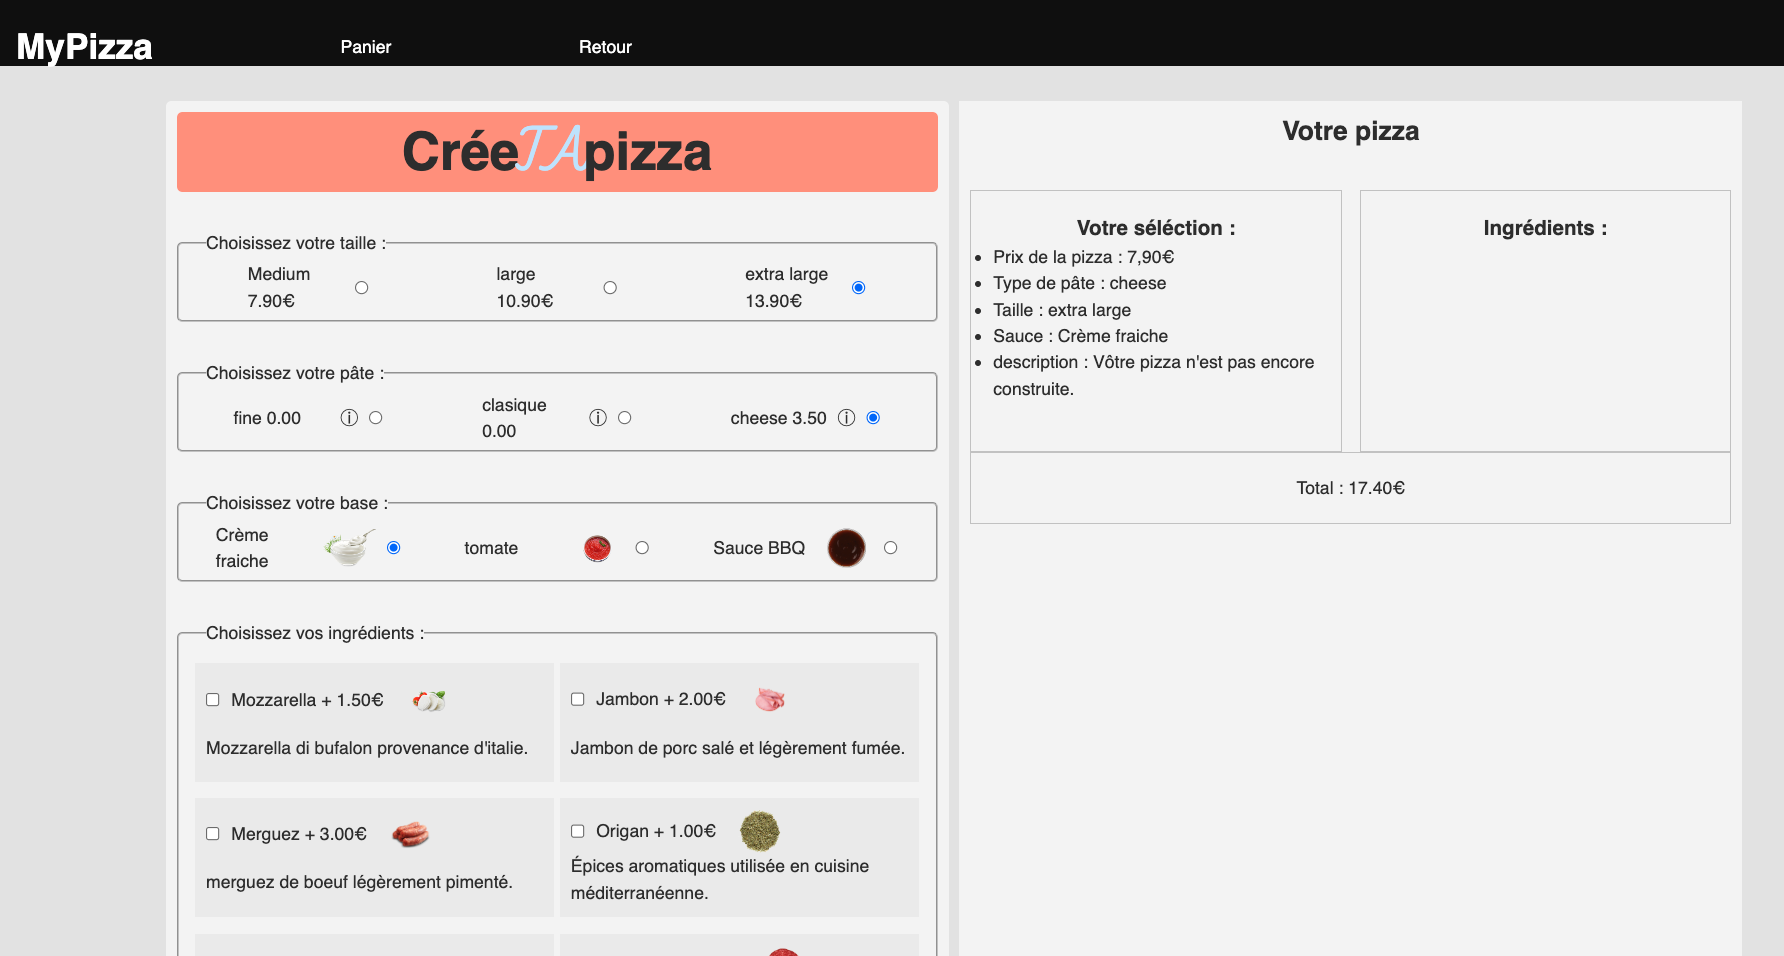 MyPizza
Panier
Retour
CréeTApizza
Choisissez votre taille :
Medium
7.90€
large
10.90€
extra large
13.90€
Choisissez votre pâte :
fine 0.00 ⓘ
clasique
0.00 ⓘ
cheese 3.50 ⓘ
Choisissez votre base :
Crème
fraiche
tomate
Sauce BBQ
Choisissez vos ingrédients :
Mozzarella + 1.50€
Mozzarella di bufalon provenance d'italie.
Jambon + 2.00€
Jambon de porc salé et légèrement fumée.
Merguez + 3.00€
merguez de boeuf légèrement pimenté.
Origan + 1.00€
Épices aromatiques utilisée en cuisine
méditerranéenne.
Votre pizza
Votre séléction :
Prix de la pizza : 7,90€
Type de pâte : cheese
Taille : extra large
Sauce : Crème fraiche
description : Vôtre pizza n'est pas encore
construite.
Ingrédients :
Total : 17.40€